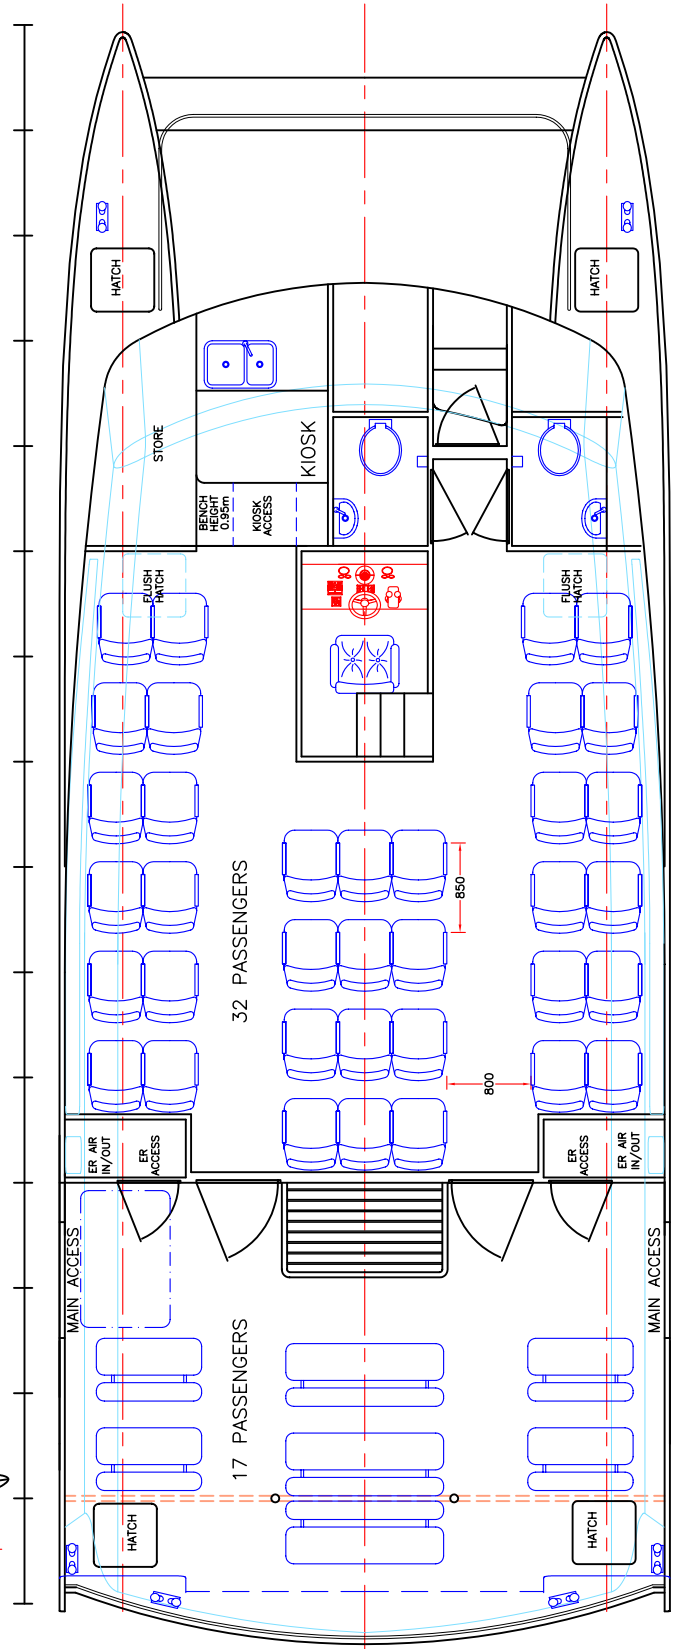 HATCH
HATCH
STORE
KIOSK
BENCH
HEIGHT
0.95m
KIOSK
ACCESS
FLUSH
HATCH
FLUSH
HATCH
32 PASSENGERS
850
800
ER AIR
IN/OUT
ER
ACCESS
ER
ACCESS
ER AIR
IN/OUT
MAIN ACCESS
MAIN ACCESS
17 PASSENGERS
HATCH
HATCH